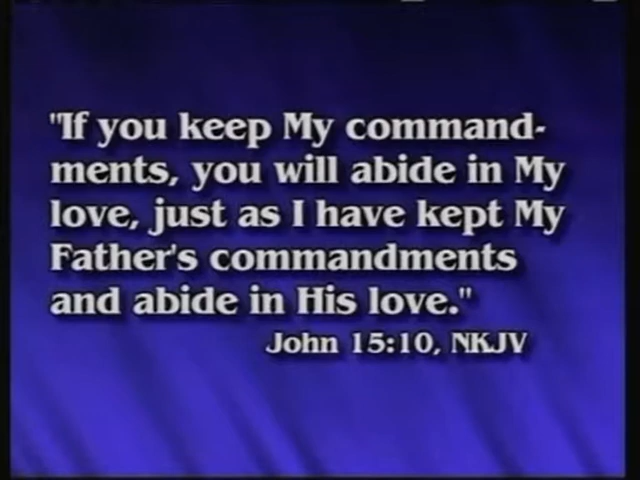 "If you keep My command-
ments, you will abide in My
love, just as I have kept My
Father's commandments
and abide in His love."
John 15:10, NKJV